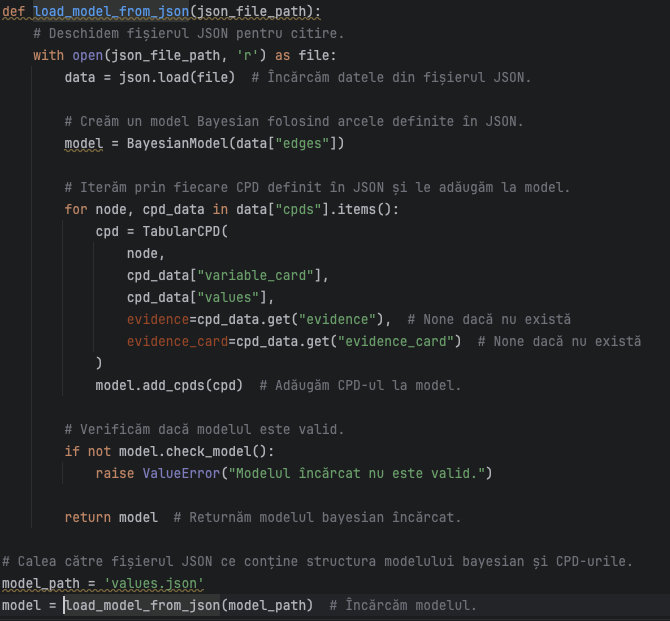 def load_model_from_json(json_file_path):
    # Deschidem fișierul JSON pentru citire.
    with open(json_file_path, 'r') as file:
        data = json.load(file)  # Încărcăm datele din fișierul JSON.

        # Creăm un model Bayesian folosind arcele definite în JSON.
        model = BayesianModel(data["edges"])

        # Iterăm prin fiecare CPD definit în JSON și le adăugăm la model.
        for node, cpd_data in data["cpds"].items():
            cpd = TabularCPD(
                node,
                cpd_data["variable_card"],
                cpd_data["values"],
                evidence=cpd_data.get("evidence"),  # None dacă nu există
                evidence_card=cpd_data.get("evidence_card")  # None dacă nu există
            )
            model.add_cpds(cpd)  # Adăugăm CPD-ul la model.

        # Verificăm dacă modelul este valid.
        if not model.check_model():
            raise ValueError("Modelul încărcat nu este valid.")

        return model  # Returnăm modelul bayesian încărcat.

# Calea către fișierul JSON ce conține structura modelului bayesian și CPD-urile.
model_path = 'values.json'
model = load_model_from_json(model_path)  # Încărcăm modelul.